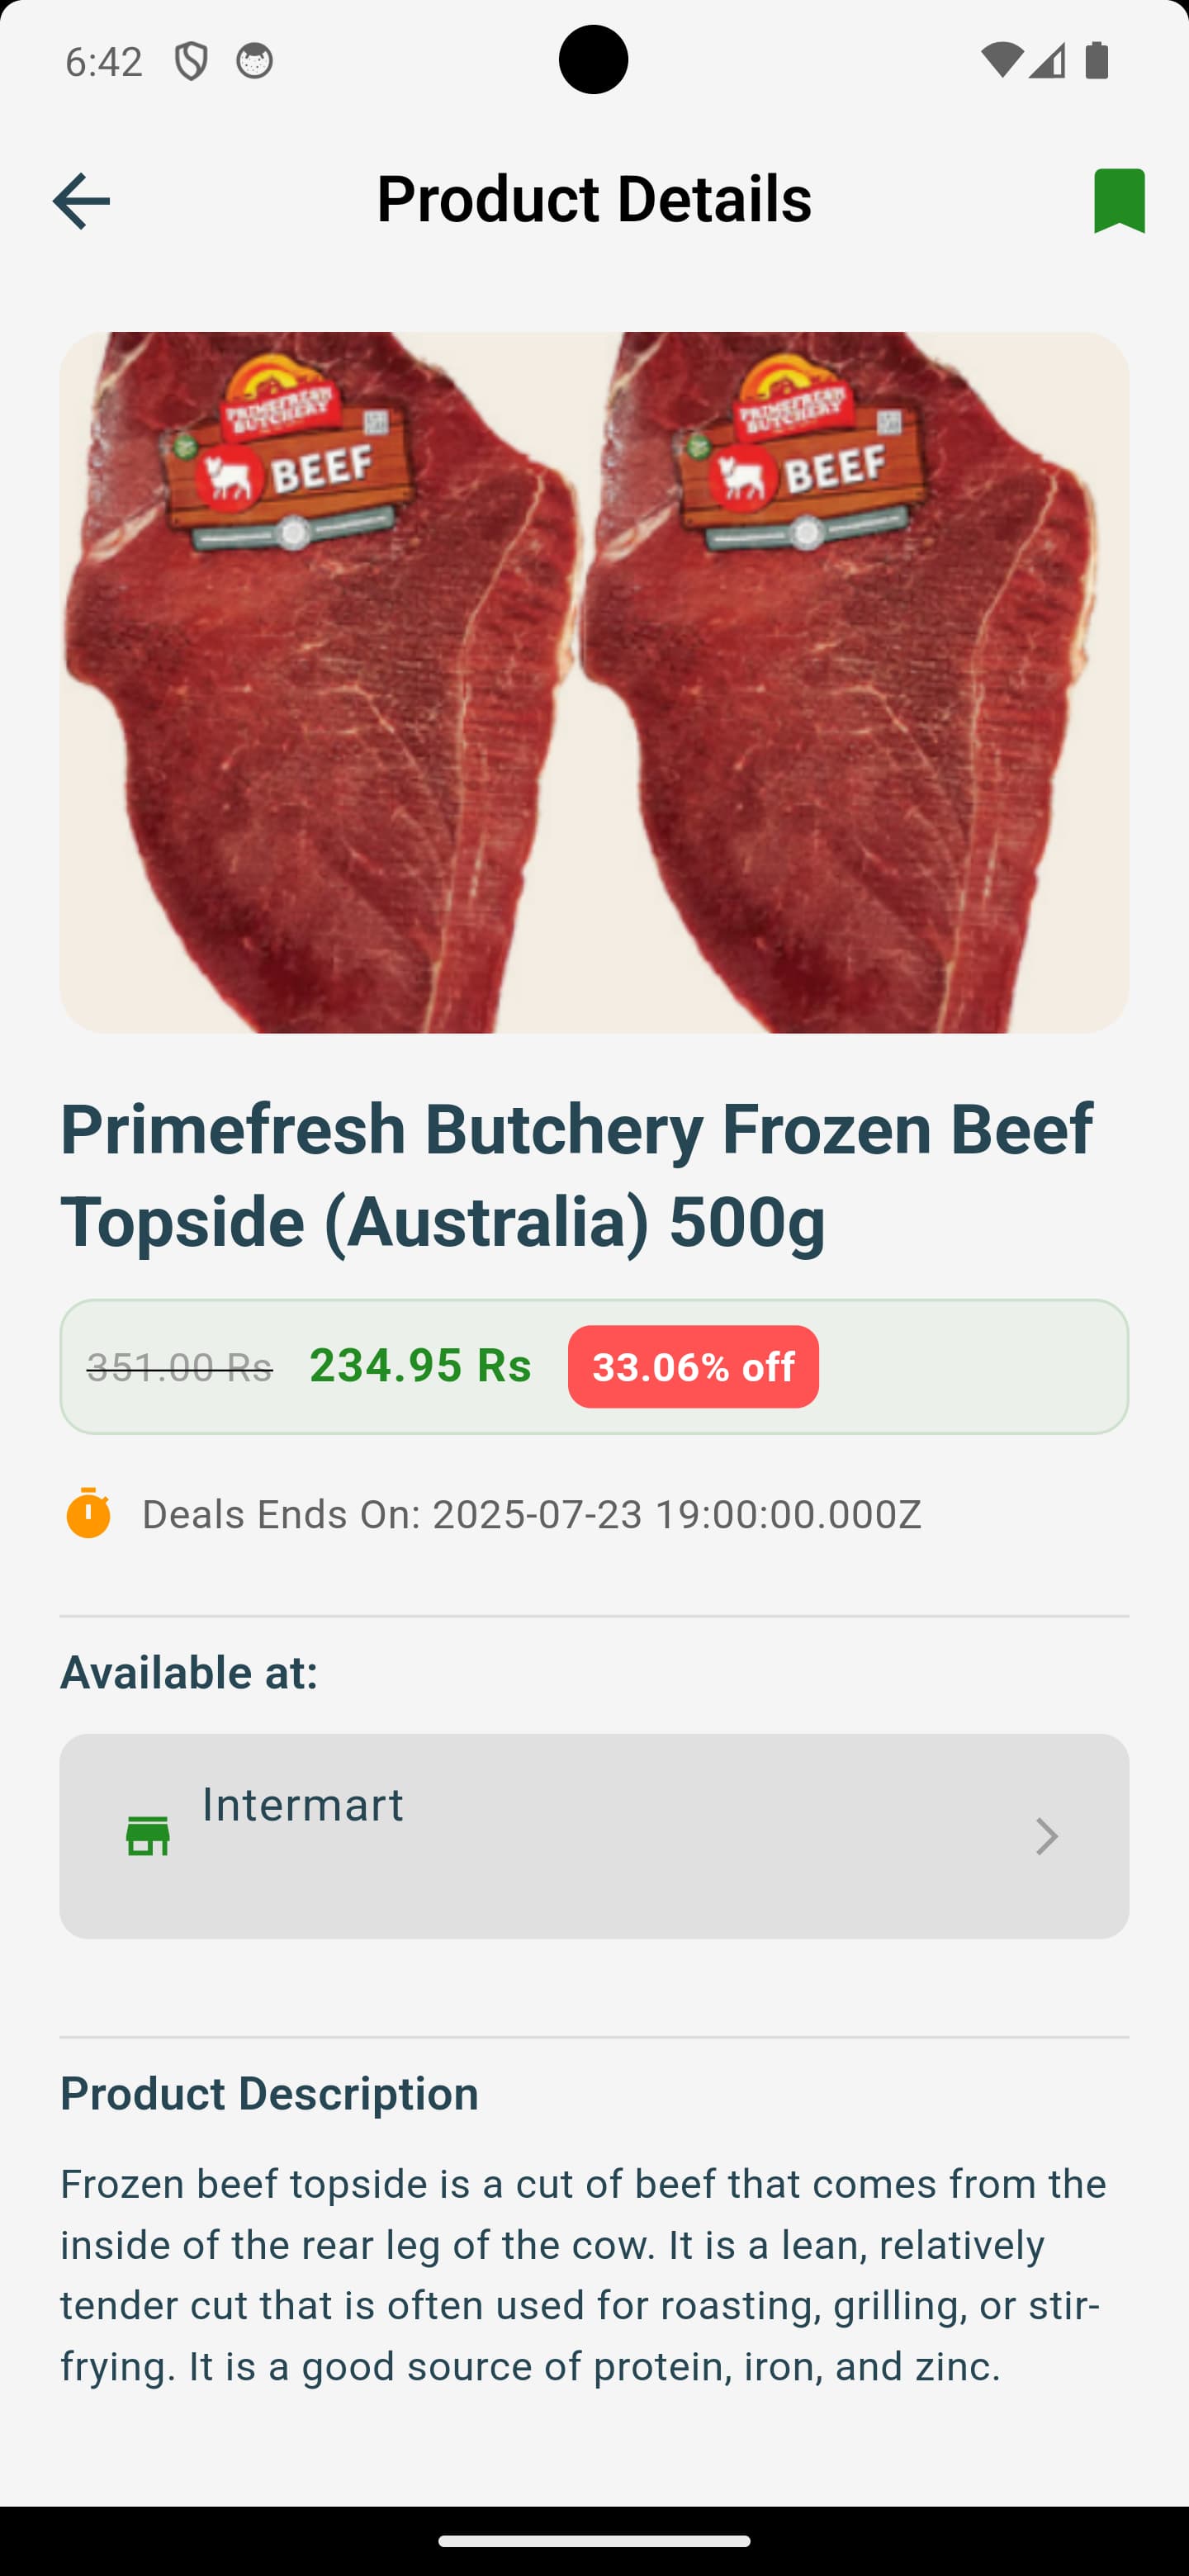 6:42
Product Details
PRIMEFRESH
BUTCHERY
BEEF
PRIMEFRESH
BUTCHERY
BEEF
Primefresh Butchery Frozen Beef
Topside (Australia) 500g
351.00 Rs 234.95 Rs 33.06% off
Deals Ends On: 2025-07-23 19:00:00.000Z
Available at:
Intermart
Product Description
Frozen beef topside is a cut of beef that comes from the
inside of the rear leg of the cow. It is a lean, relatively
tender cut that is often used for roasting, grilling, or stir-
frying. It is a good source of protein, iron, and zinc.